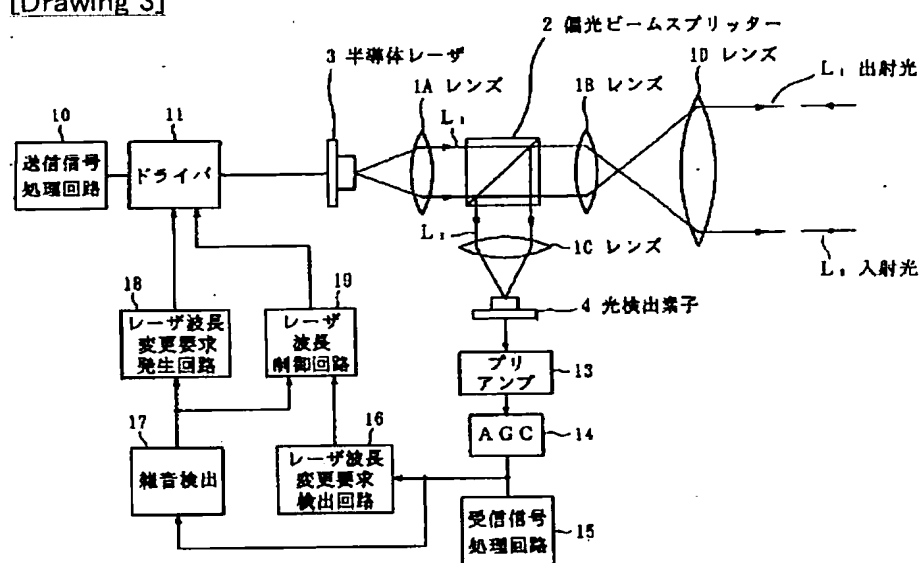 [Drawing 3]
2 偏光ビームスプリッター
3 半導体レーザ
1A レンズ
1B レンズ
1D レンズ
L₁ 出射光
L₁
10
11
送信信号
処理回路
ドライバ
L₂
1C レンズ
L₂ 入射光
4 光検出素子
18
19
レーザ波長
変更要求
発生回路
レーザ
波長
制御回路
プリ
アンプ
13
AGC
14
17
16
雑音検出
レーザ波長
変更要求
検出回路
受信信号
処理回路
15